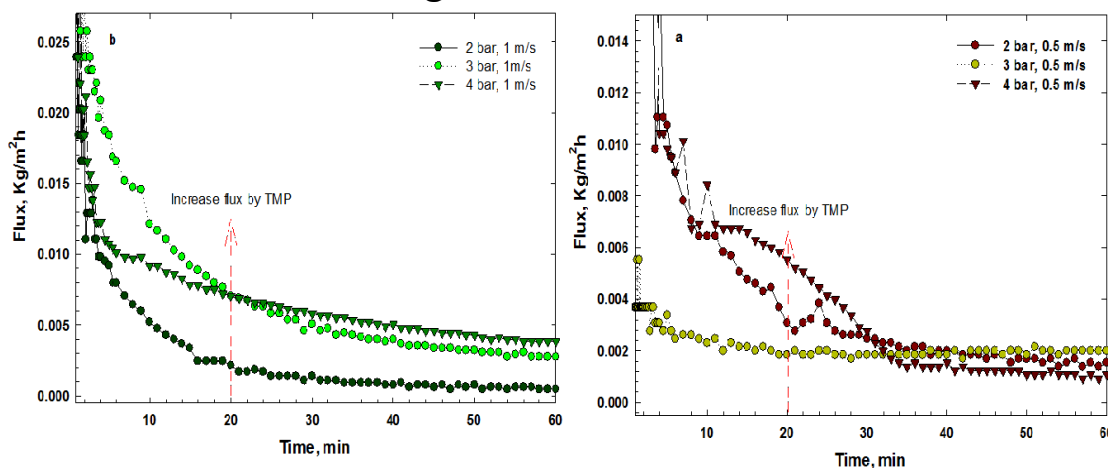 b
2 bar, 1 m/s
3 bar, 1m/s
4 bar, 1 m/s
Increase flux by TMP
Flux, Kg/m²h
0.025
0.020
0.015
0.010
0.005
0.000
10 20 30 40 50 60
Time, min
a
2 bar, 0.5 m/s
3 bar, 0.5 m/s
4 bar, 0.5 m/s
Increase flux by TMP
Flux, Kg/m²h
0.014
0.012
0.010
0.008
0.006
0.004
0.002
0.000
10 20 30 40 50 60
Time, min